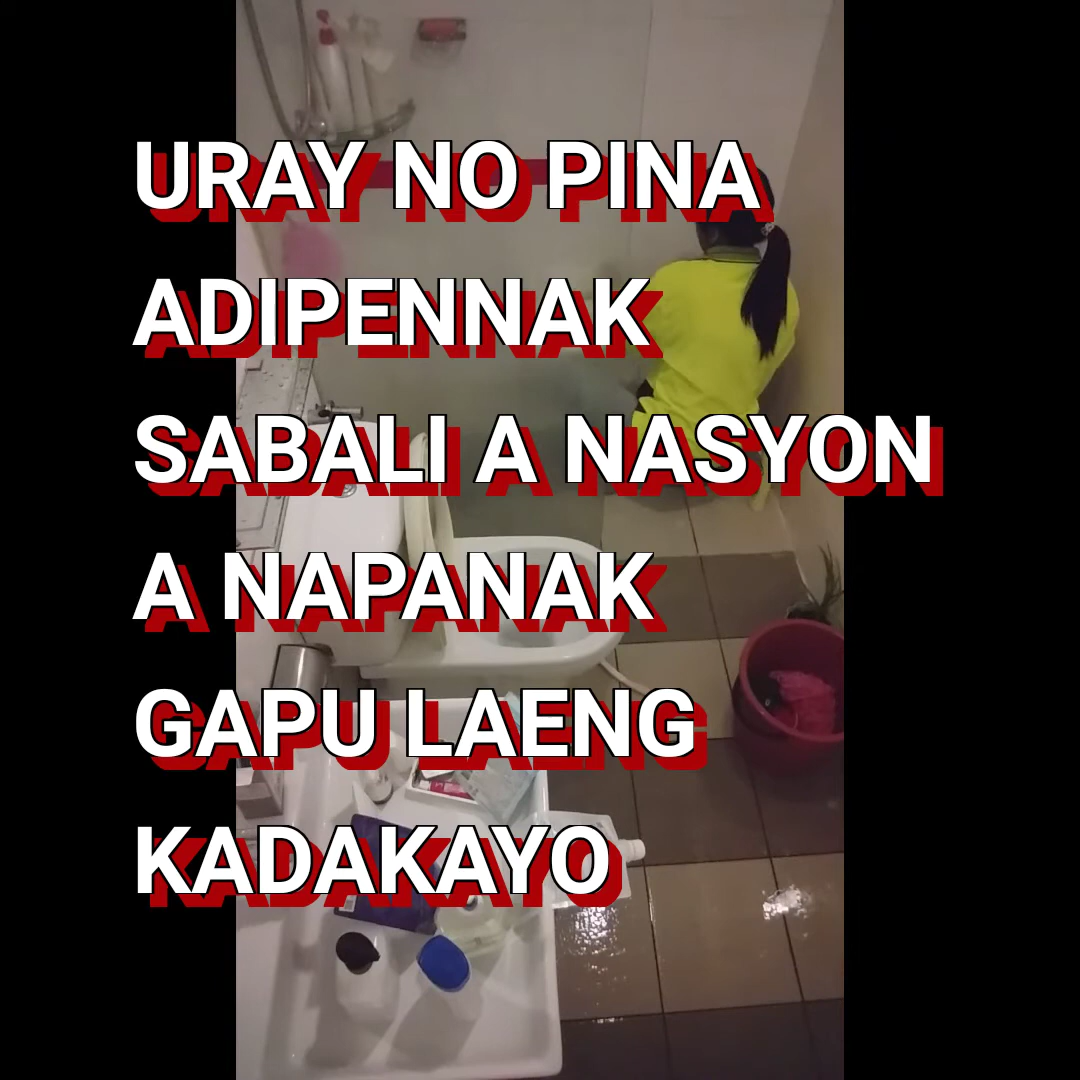 URAY NO PINA
ADIPENNAK
SABALI A NASYON
A NAPANAK
GAPU LAENG
KADAKAYO